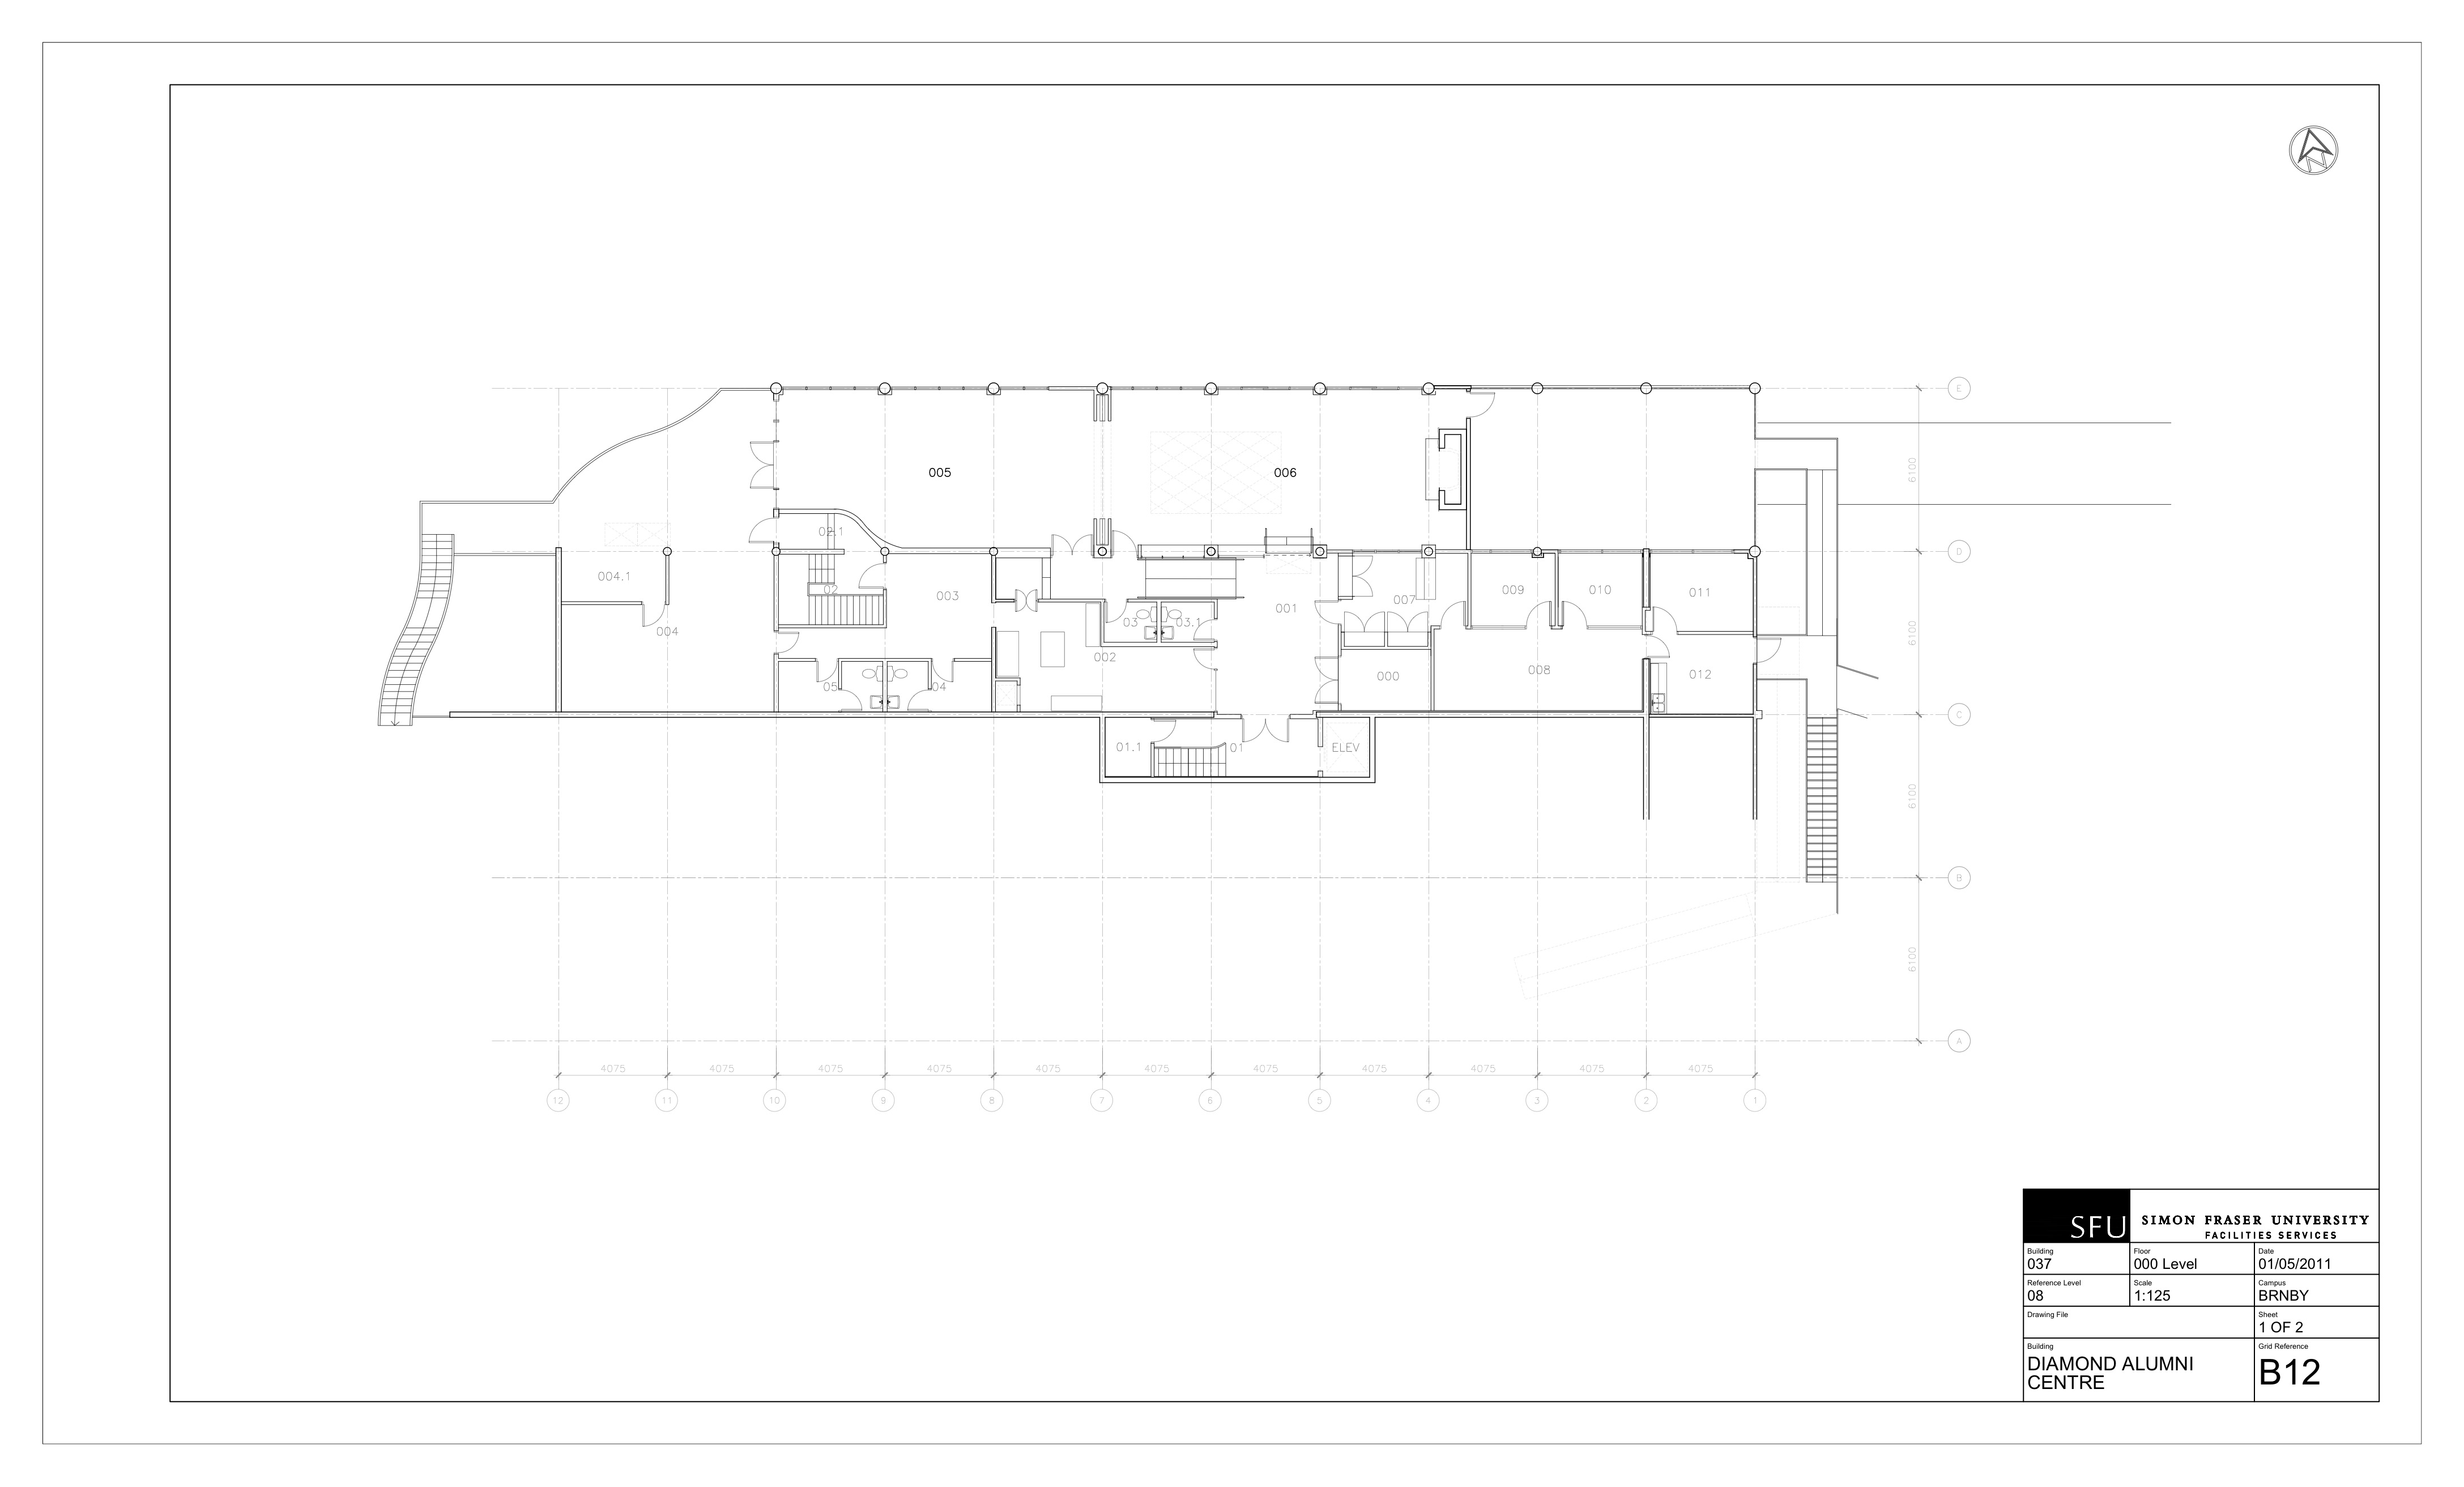 E
005
006
6100
02.1
D
004.1
02
003
001
007
009
010
011
004
03
03.1
6100
002
008
05
04
000
012
C
01.1
01
ELEV
6100
B
6100
A
4075 4075 4075 4075 4075 4075 4075 4075 4075 4075 4075
12 11 10 9 8 7 6 5 4 3 2 1
SFU
SIMON FRASER UNIVERSITY
FACILITIES SERVICES
Building
037
Floor
000 Level
Date
01/05/2011
Reference Level
08
Scale
1:125
Campus
BRNBY
Drawing File
Sheet
1 OF 2
Building
DIAMOND ALUMNI
CENTRE
Grid Reference
B12